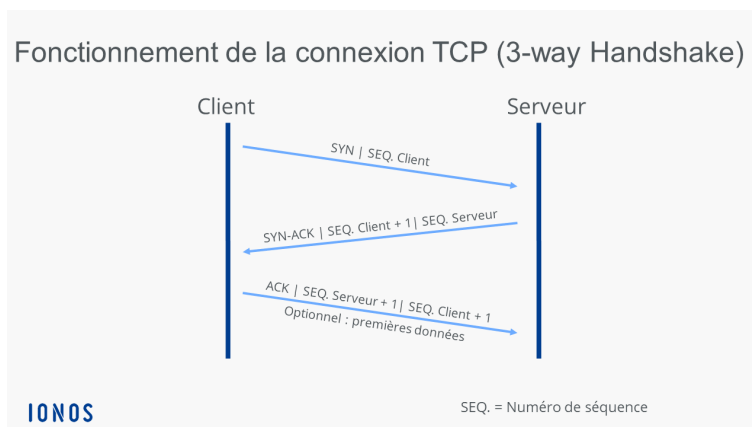 Fonctionnement de la connexion TCP (3-way Handshake)
Client
Serveur
SYN | SEQ. Client
SYN-ACK | SEQ. Client + 1| SEQ. Serveur
ACK | SEQ. Serveur + 1| SEQ. Client + 1
Optionnel : premières données
IONOS
SEQ. = Numéro de séquence